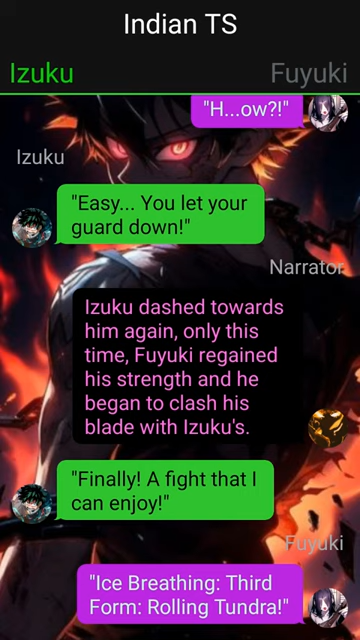 Indian TS
Izuku Fuyuki
"H...ow?!"
Izuku
"Easy... You let your
guard down!"
Narrator
Izuku dashed towards
him again, only this
time, Fuyuki regained
his strength and he
began to clash his
blade with Izuku's.
"Finally! A fight that I
can enjoy!"
Fuyuki
"Ice Breathing: Third
Form: Rolling Tundra!"